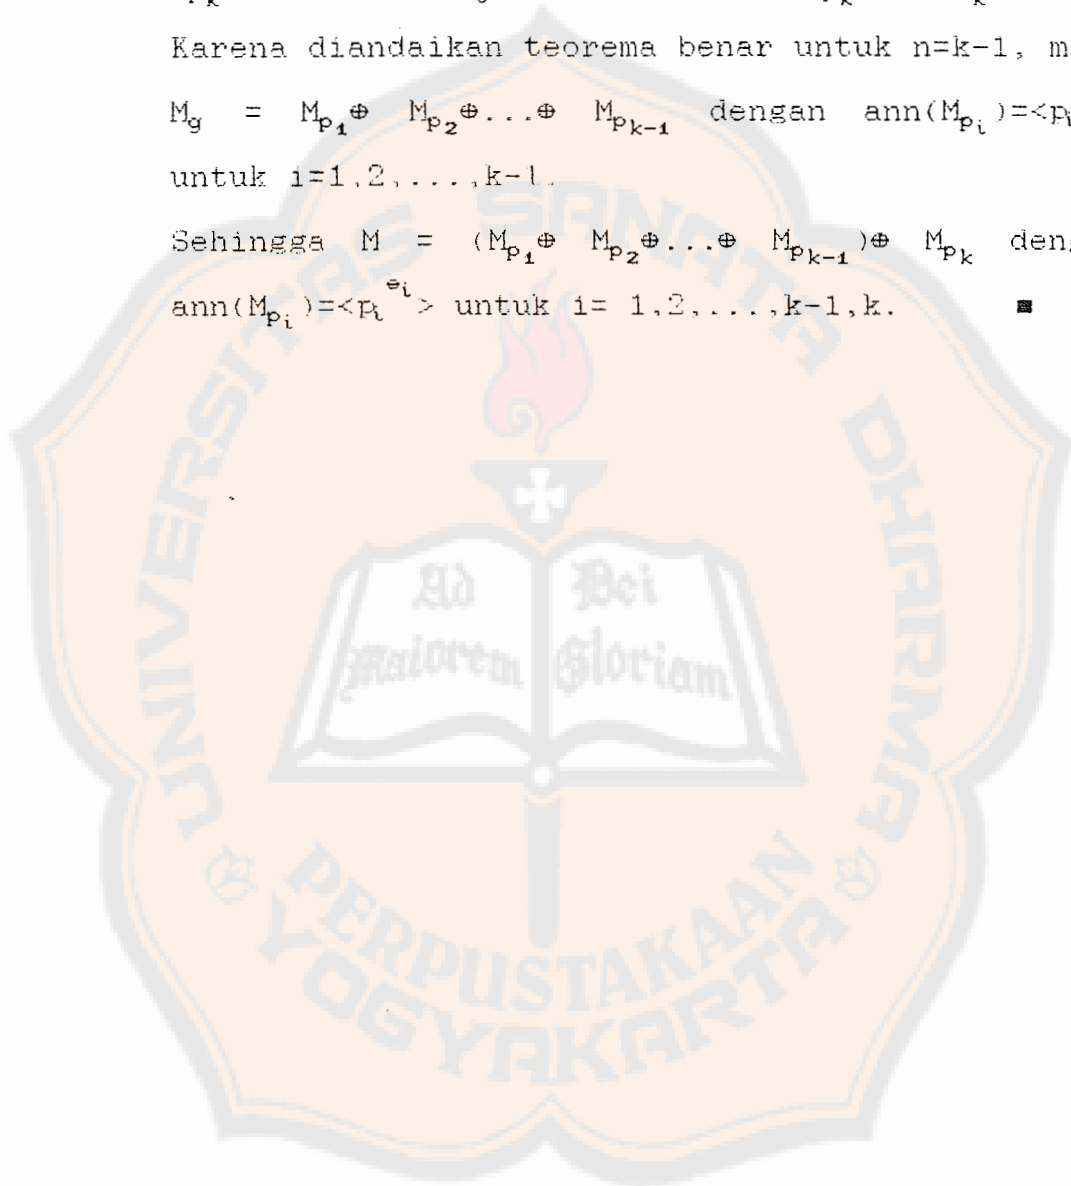 Karena diandaikan teorema benar untuk n=k-1,
M_g = M_{p_1}⊕ M_{p_2}⊕...⊕ M_{p_{k-1}} dengan ann(M_{p_i})=<p_i
untuk i=1,2,...,k-1.
Sehingga M = (M_{p_1}⊕ M_{p_2}⊕...⊕ M_{p_{k-1}})⊕ M_{p_k}
ann(M_{p_i})=<p_i^{e_i}> untuk i= 1,2,...,k-1,k. ■
UNIVERSITAS SANATA DHARMA
Ad Dei
maiorem Gloriam
PERPUSTAKAAN
YOGYAKARTA